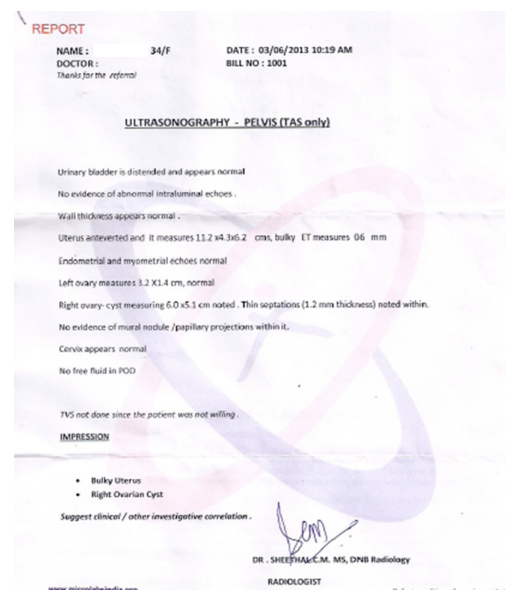 REPORT
NAME : 34/F DATE : 03/06/2013 10:19 AM
DOCTOR : BILL NO : 1001
Thanks for the referral
ULTRASONOGRAPHY - PELVIS (TAS only)
Urinary bladder is distended and appears normal
No evidence of abnormal intraluminal echoes .
Wall thickness appears normal .
Uterus anteverted and it measures 11.2 x4.3x6.2 cms, bulky ET measures 06 mm
Endometrial and myometrial echoes normal
Left ovary measures 3.2 X1.4 cm, normal
Right ovary- cyst measuring 6.0 x5.1 cm noted . Thin septations (1.2 mm thickness) noted within.
No evidence of mural nodule /papillary projections within it.
Cervix appears normal
No free fluid in POD
TVS not done since the patient was not willing .
IMPRESSION
• Bulky Uterus
• Right Ovarian Cyst
Suggest clinical / other investigative correlation .
DR . SHEETHAL C.M. MS, DNB Radiology
RADIOLOGIST